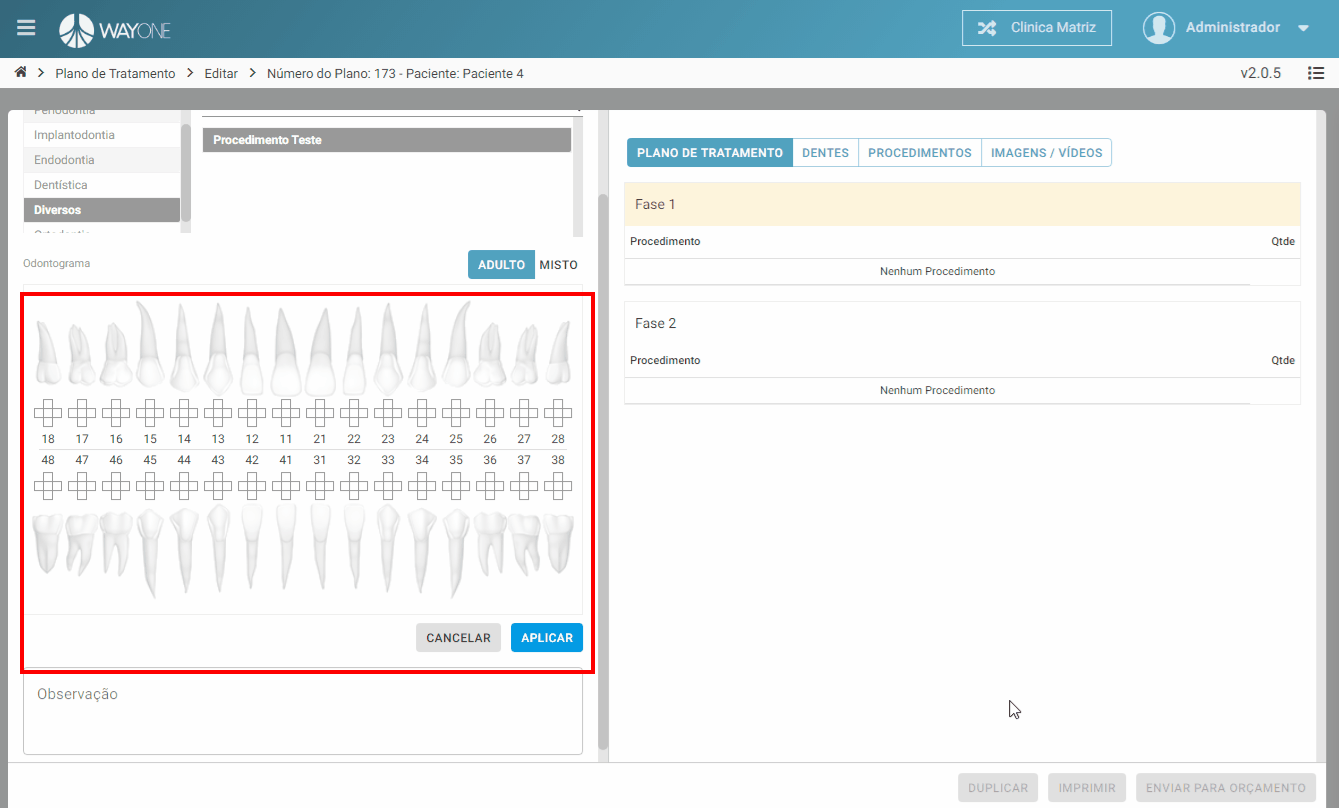 WAYONE
Clinica Matriz
Administrador
Plano de Tratamento
Editar
Número do Plano: 173 - Paciente: Paciente 4
v2.0.5
Periodontia
Implantodontia
Endodontia
Dentística
Diversos
Ortodontia
Procedimento Teste
Odontograma
ADULTO MISTO
18 17 16 15 14 13 12 11 21 22 23 24 25 26 27 28
48 47 46 45 44 43 42 41 31 32 33 34 35 36 37 38
CANCELAR APLICAR
Observação
PLANO DE TRATAMENTO DENTES PROCEDIMENTOS IMAGENS / VÍDEOS
Fase 1
Procedimento Qtde
Nenhum Procedimento
Fase 2
Procedimento Qtde
Nenhum Procedimento
DUPLICAR IMPRIMIR ENVIAR PARA ORÇAMENTO